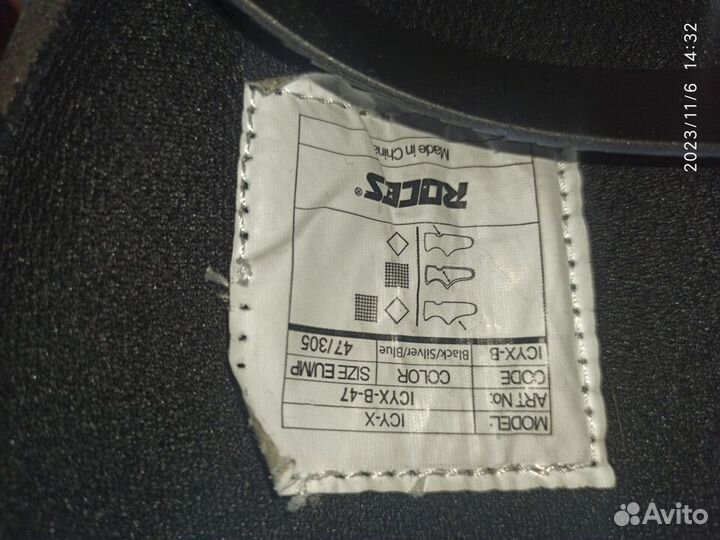 MODEL: ICY-X
ART No: ICYX-B-47
CODE COLOR SIZE EU/MP
ICYX-B Black/Silver/Blue 47/305
ROCES®
Made in China
2023/11/6 14:32
Avito